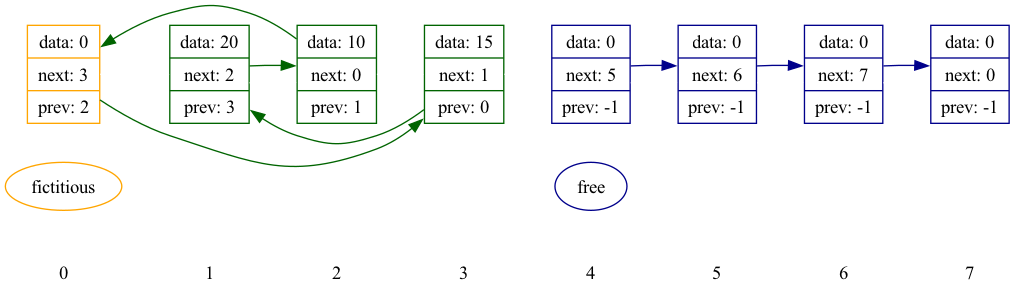 data: 0
next: 3
prev: 2
data: 20
next: 2
prev: 3
data: 10
next: 0
prev: 1
data: 15
next: 1
prev: 0
data: 0
next: 5
prev: -1
data: 0
next: 6
prev: -1
data: 0
next: 7
prev: -1
data: 0
next: 0
prev: -1
fictitious
free
0 1 2 3 4 5 6 7